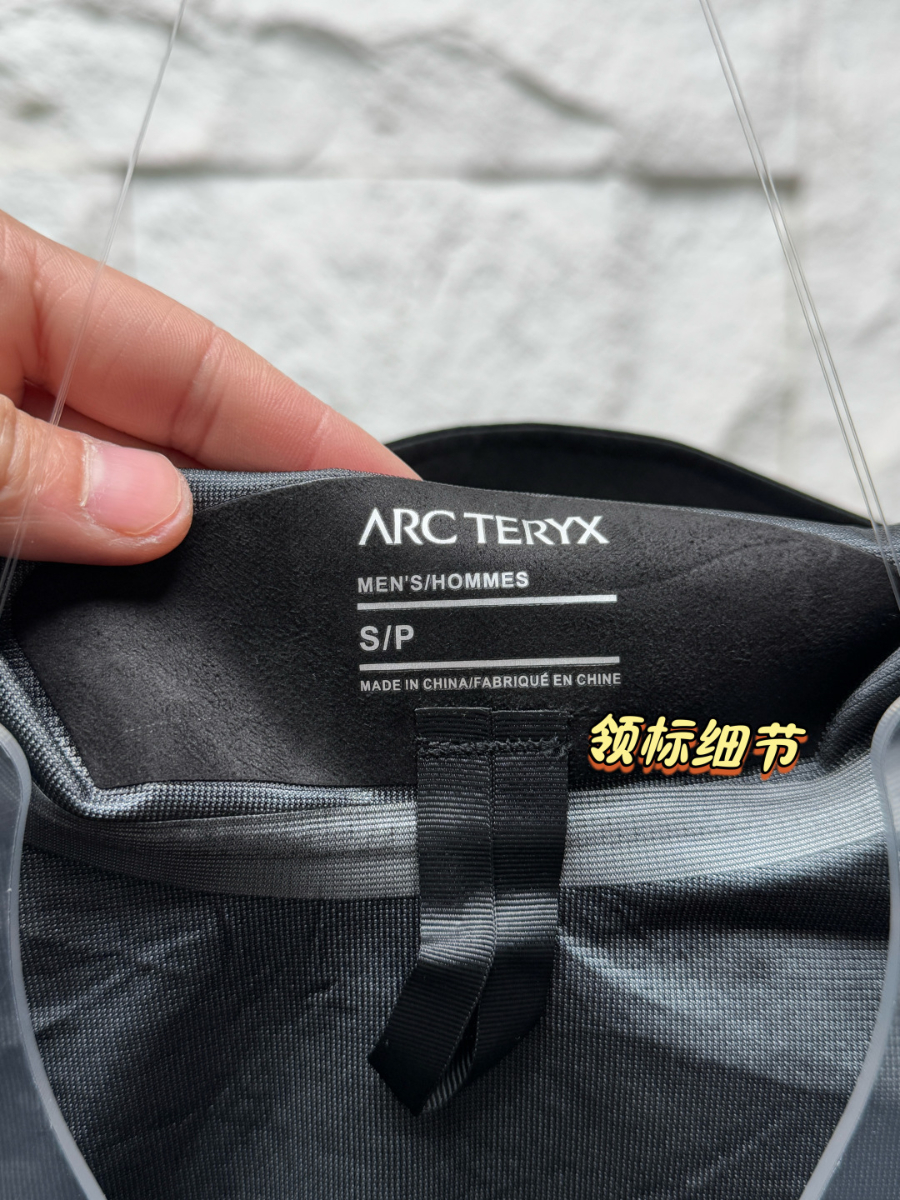 ARC TERYX
MEN'S/HOMMES
S/P
MADE IN CHINA/FABRIQUÉ EN CHINE
领标细节